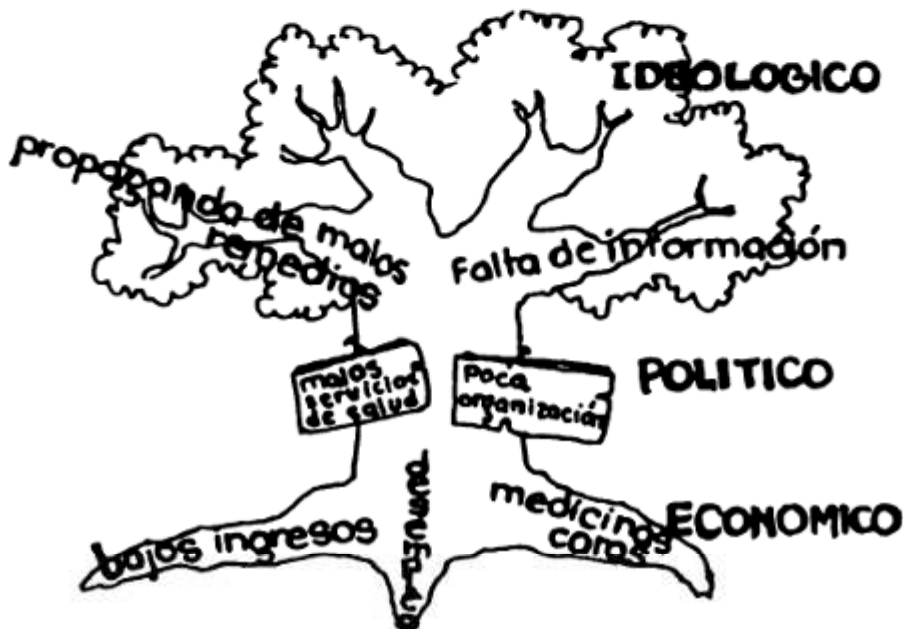 IDEOLOGICO
propaganda de malos
remedios
Falta de información
malos
servicios
de salud
poca
organización
POLITICO
bajos ingresos
medicinas
caras
ECONOMICO